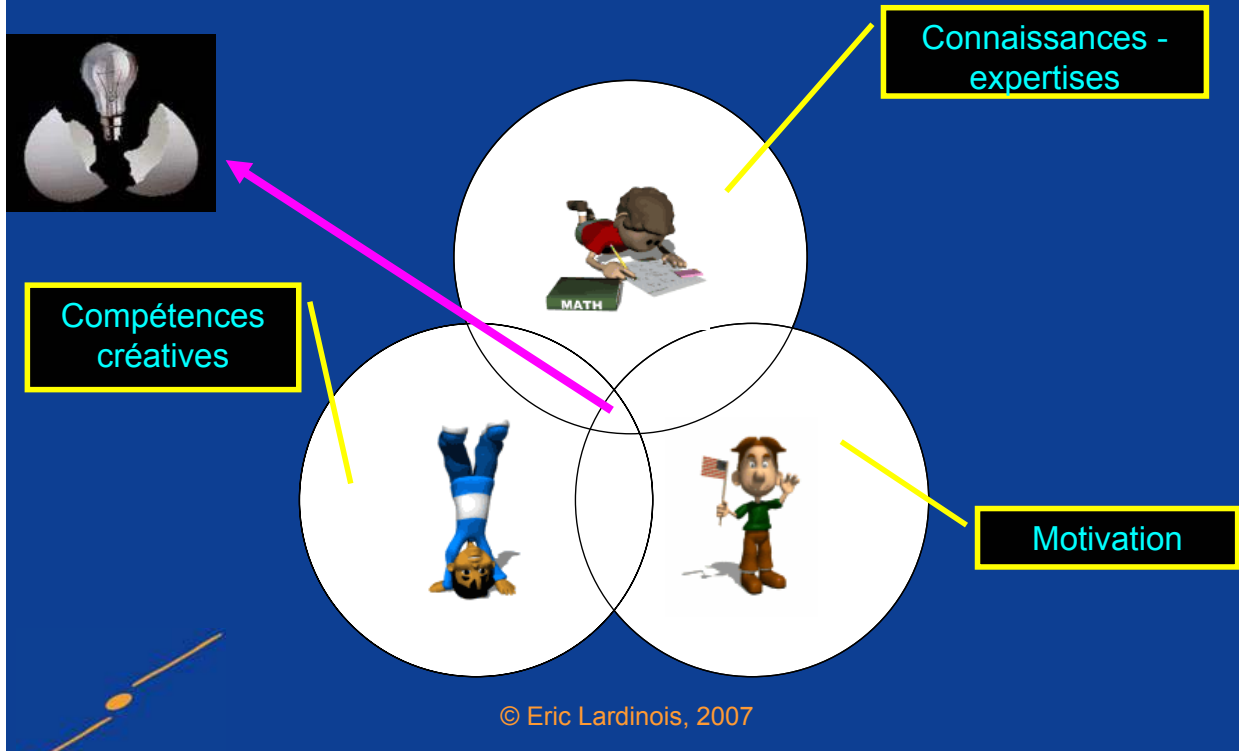 Connaissances -
expertises
MATH
Compétences
créatives
Motivation
© Eric Lardinois, 2007